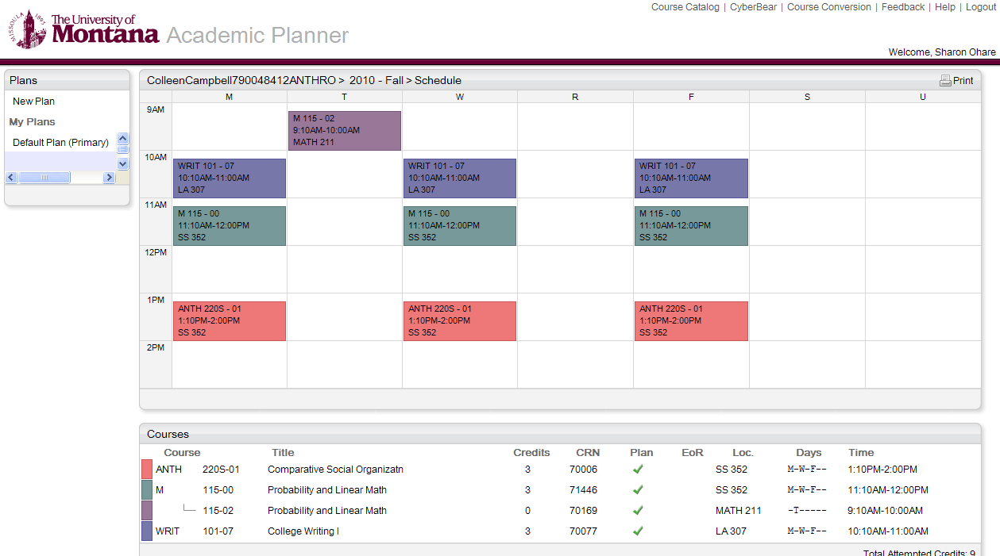 Course Catalog | CyberBear | Course Conversion | Feedback | Help | Logout
MISSOULA 1893
M
The University of
Montana Academic Planner
Welcome, Sharon Ohare
Plans
New Plan
My Plans
Default Plan (Primary)
ColleenCampbell790048412ANTHRO > 2010 - Fall > Schedule
Print
M T W R F S U
9AM
M 115 - 02
9:10AM-10:00AM
MATH 211
10AM
WRIT 101 - 07 WRIT 101 - 07 WRIT 101 - 07
10:10AM-11:00AM 10:10AM-11:00AM 10:10AM-11:00AM
LA 307 LA 307 LA 307
11AM
M 115 - 00 M 115 - 00 M 115 - 00
11:10AM-12:00PM 11:10AM-12:00PM 11:10AM-12:00PM
SS 352 SS 352 SS 352
12PM
1PM
ANTH 220S - 01 ANTH 220S - 01 ANTH 220S - 01
1:10PM-2:00PM 1:10PM-2:00PM 1:10PM-2:00PM
SS 352 SS 352 SS 352
2PM
Courses
Course Title Credits CRN Plan EoR Loc. Days Time
ANTH 220S-01 Comparative Social Organizatn 3 70006 SS 352 M-W-F-- 1:10PM-2:00PM
M 115-00 Probability and Linear Math 3 71446 SS 352 M-W-F-- 11:10AM-12:00PM
115-02 Probability and Linear Math 0 70169 MATH 211 -T----- 9:10AM-10:00AM
WRIT 101-07 College Writing I 3 70077 LA 307 M-W-F-- 10:10AM-11:00AM
Total Attempted Credits: 9